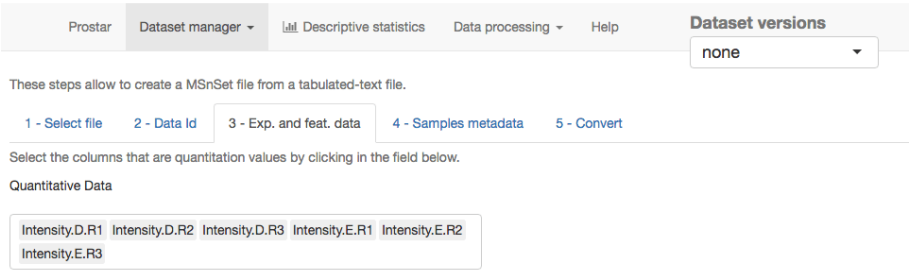 Prostar Dataset manager Descriptive statistics Data processing Help Dataset versions
none
These steps allow to create a MSnSet file from a tabulated-text file.
1 - Select file 2 - Data Id 3 - Exp. and feat. data 4 - Samples metadata 5 - Convert
Select the columns that are quantitation values by clicking in the field below.
Quantitative Data
Intensity.D.R1 Intensity.D.R2 Intensity.D.R3 Intensity.E.R1 Intensity.E.R2
Intensity.E.R3